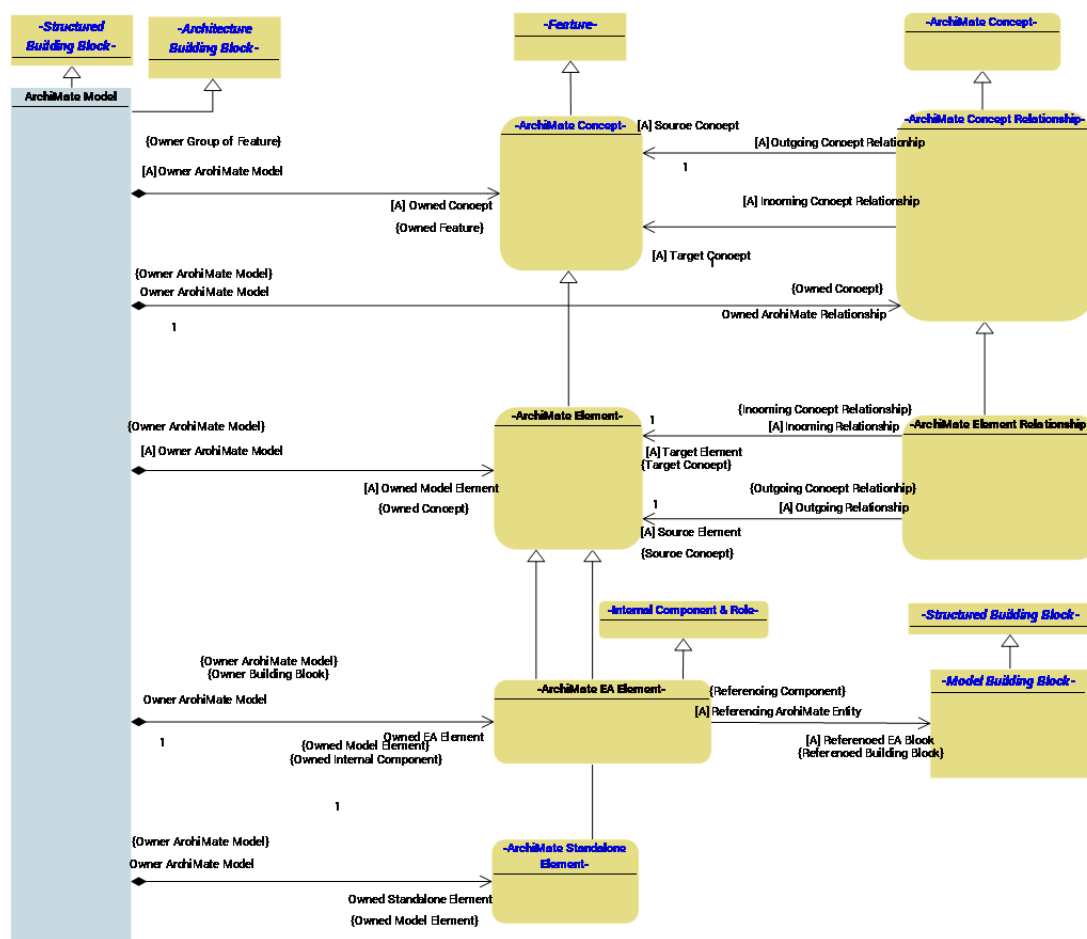 -Structured
Building Block-
-Architecture
Building Block-
-Feature-
-ArchiMate Concept-
ArchiMate Model
-ArchiMate Concept-
[A] Source Concept
-ArchiMate Concept Relationship-
{Owner Group of Feature}
[A] Outgoing Concept Relationship
1
[A] Owner ArchiMate Model
[A] Owned Concept
[A] Incoming Concept Relationship
{Owned Feature}
[A] Target Concept
1
{Owner ArchiMate Model}
Owner ArchiMate Model
{Owned Concept}
1
Owned ArchiMate Relationship
-ArchiMate Element-
1
{Incoming Concept Relationship}
-ArchiMate Element Relationship-
{Owner ArchiMate Model}
[A] Incoming Relationship
[A] Owner ArchiMate Model
[A] Target Element
{Target Concept}
[A] Owned Model Element
{Outgoing Concept Relatioship}
{Owned Concept}
1
[A] Outgoing Relationship
[A] Source Element
{Source Concept}
-Internal Component & Role-
-Structured Building Block-
{Owner ArchiMate Model}
{Owner Building Block}
-ArchiMate EA Element-
{Referencing Component}
-Model Building Block-
Owner ArchiMate Model
[A] Referencing ArchiMate Entity
1
Owned EA Element
{Owned Model Element}
{Owned Internal Component}
[A] Referenced EA Block
{Referenced Building Block}
1
{Owner ArchiMate Model}
-ArchiMate Standalone
Element-
Owner ArchiMate Model
Owned Standalone Element
{Owned Model Element}